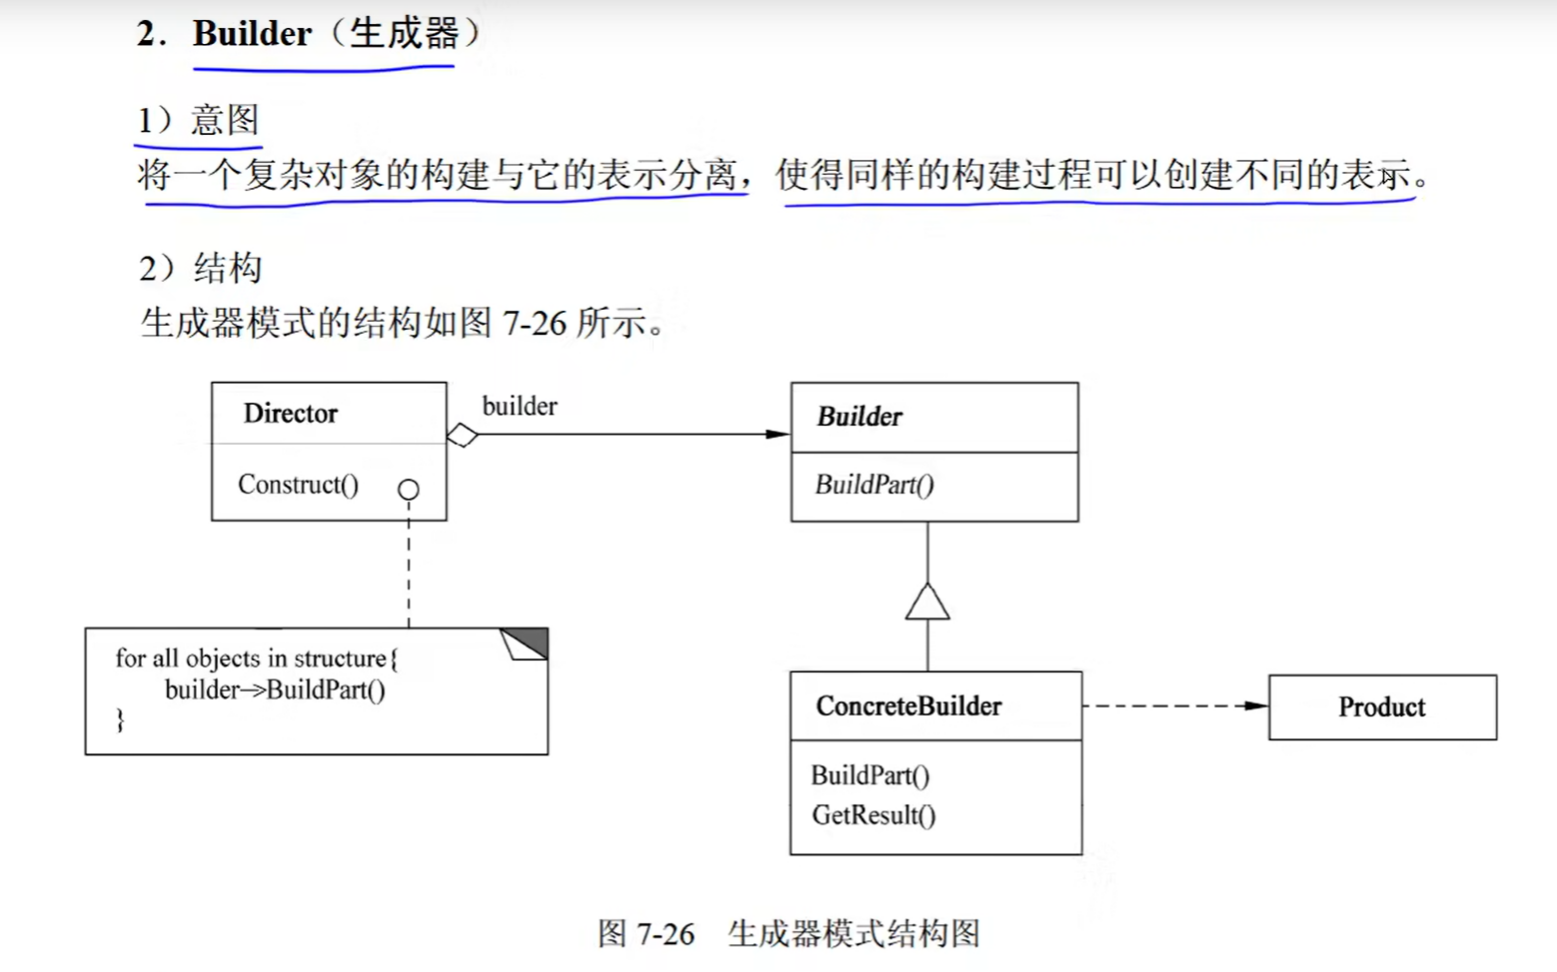 2. Builder（生成器）
1）意图
将一个复杂对象的构建与它的表示分离，使得同样的构建过程可以创建不同的表示。
2）结构
生成器模式的结构如图 7-26 所示。
Director
Construct()
builder
Builder
BuildPart()
for all objects in structure{
builder->BuildPart()
}
ConcreteBuilder
BuildPart()
GetResult()
Product
图 7-26 生成器模式结构图